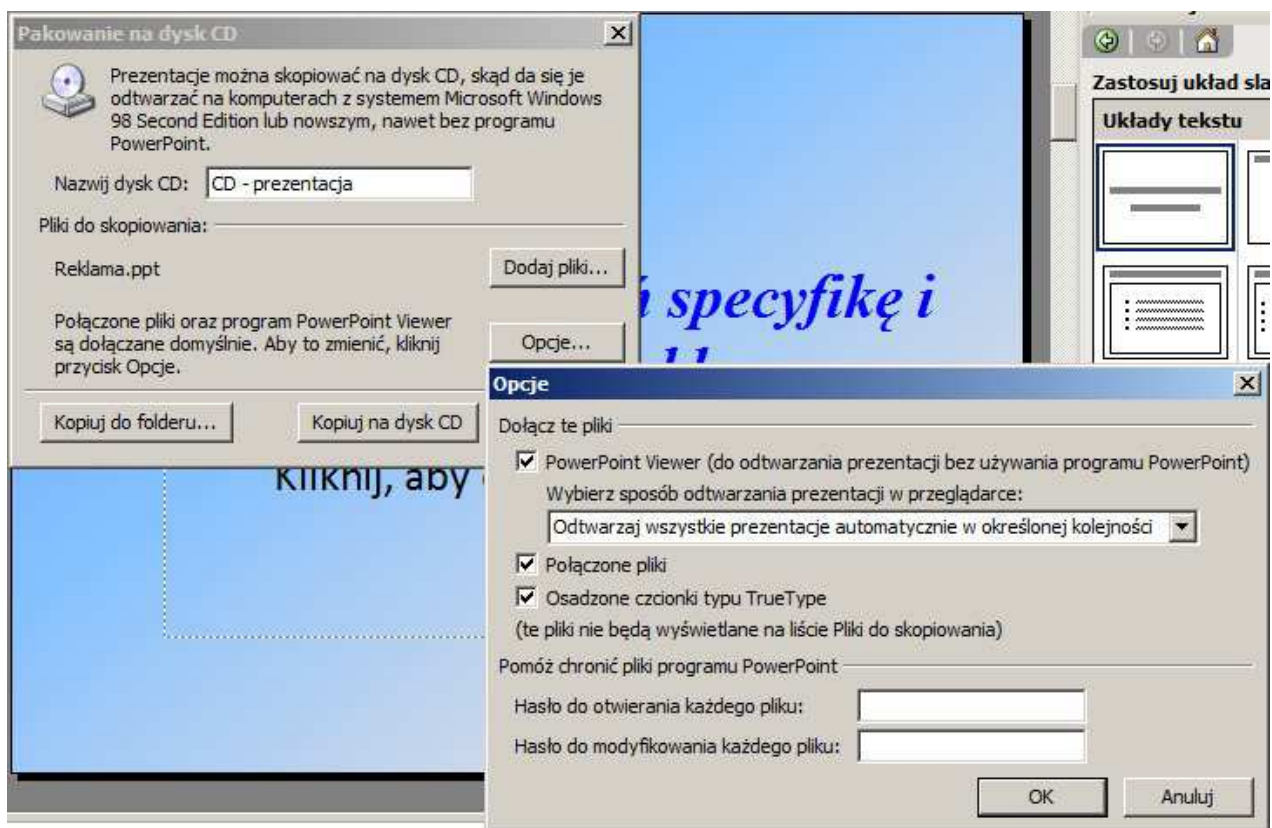 Pakowanie na dysk CD
Prezentacje można skopiować na dysk CD, skąd da się je
odtwarzać na komputerach z systemem Microsoft Windows
98 Second Edition lub nowszym, nawet bez programu
PowerPoint.
Nazwij dysk CD: CD - prezentacja
Pliki do skopiowania:
Reklama.ppt
Dodaj pliki...
Połączone pliki oraz program PowerPoint Viewer
są dołączane domyślnie. Aby to zmienić, kliknij
przycisk Opcje.
Opcje...
Kopiuj do folderu... Kopiuj na dysk CD
specyfikę i
Kliknij, aby
Zastosuj układ sla
Układy tekstu
Opcje
Dołącz te pliki
PowerPoint Viewer (do odtwarzania prezentacji bez używania programu PowerPoint)
Wybierz sposób odtwarzania prezentacji w przeglądarce:
Odtwarzaj wszystkie prezentacje automatycznie w określonej kolejności
Połączone pliki
Osadzone czcionki typu TrueType
(te pliki nie będą wyświetlane na liście Pliki do skopiowania)
Pomóż chronić pliki programu PowerPoint
Hasło do otwierania każdego pliku:
Hasło do modyfikowania każdego pliku:
OK Anuluj